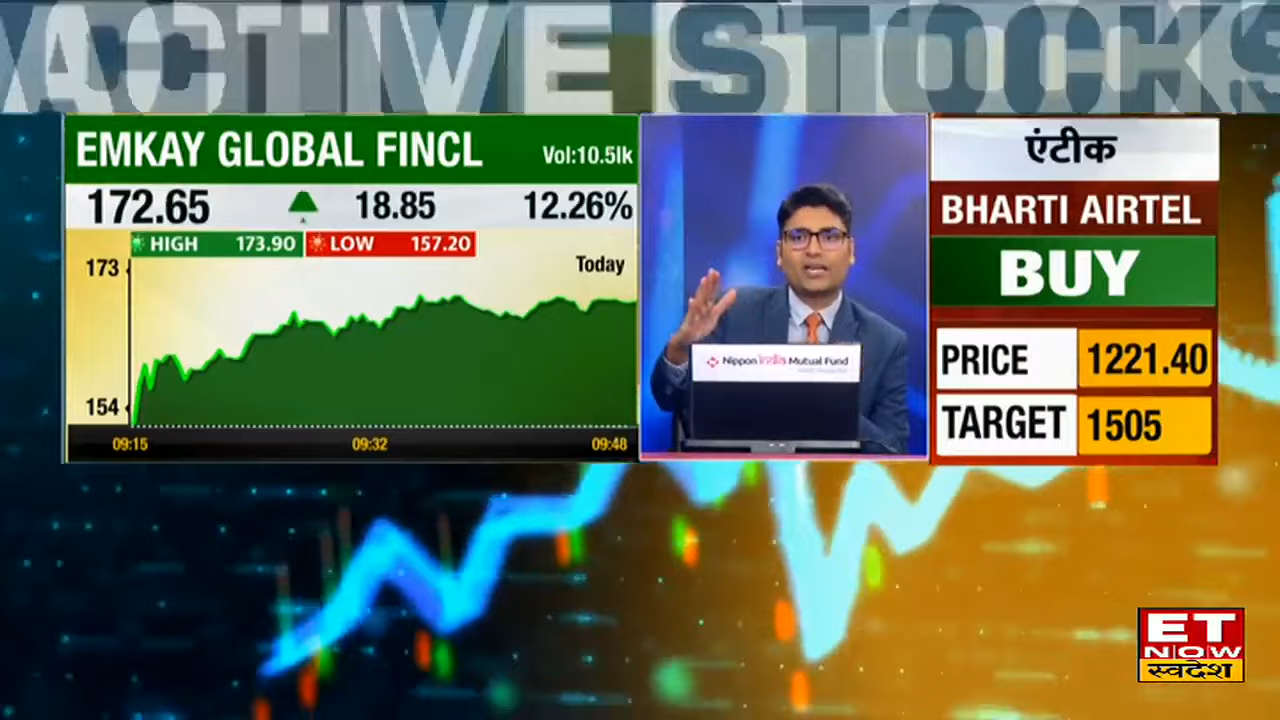 ACTIVE STOCKS
EMKAY GLOBAL FINCL Vol:10.5lk
172.65 18.85 12.26%
HIGH 173.90 LOW 157.20
Today
173
154
09:15 09:32 09:48
Nippon india Mutual Fund
एंटीक
BHARTI AIRTEL
BUY
PRICE 1221.40
TARGET 1505
ET
NOW
स्वदेश